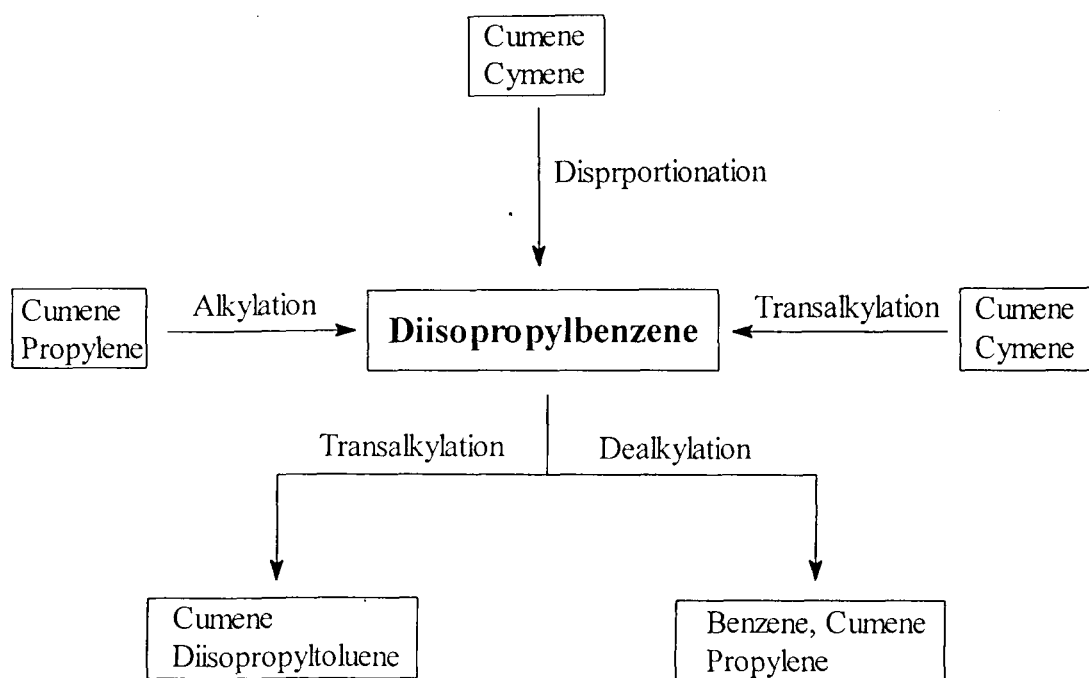 Cumene
Cymene
Disprportionation
Cumene
Propylene
Alkylation
Diisopropylbenzene
Transalkylation
Cumene
Cymene
Transalkylation
Dealkylation
Cumene
Diisopropyltoluene
Benzene, Cumene
Propylene